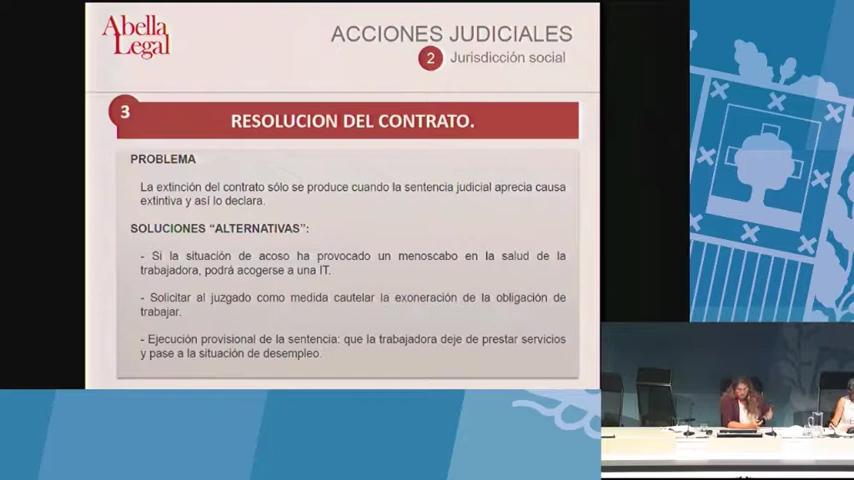 Abella
Legal
ACCIONES JUDICIALES
2 Jurisdicción social
3
RESOLUCION DEL CONTRATO.
PROBLEMA
La extinción del contrato sólo se produce cuando la sentencia judicial aprecia causa
extintiva y así lo declara.
SOLUCIONES “ALTERNATIVAS”:
- Si la situación de acoso ha provocado un menoscabo en la salud de la
trabajadora, podrá acogerse a una IT.
- Solicitar al juzgado como medida cautelar la exoneración de la obligación de
trabajar.
- Ejecución provisional de la sentencia: que la trabajadora deje de prestar servicios
y pase a la situación de desempleo.